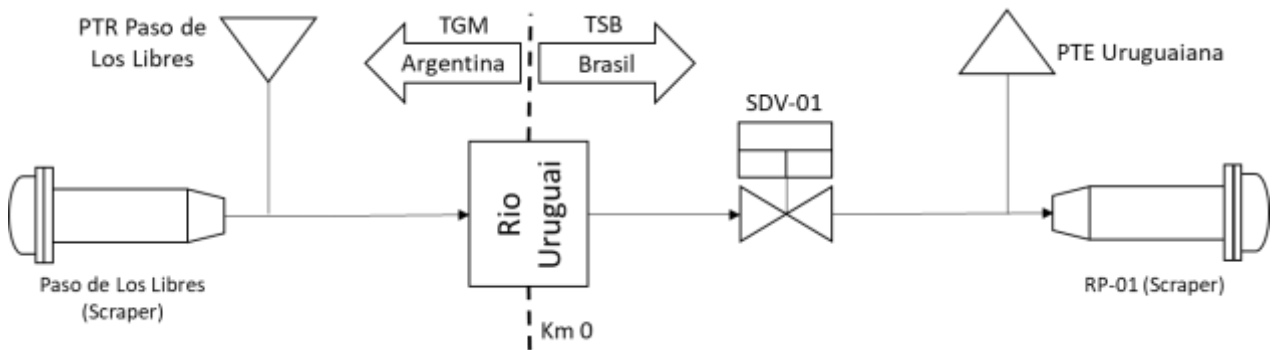 PTR Paso de
Los Libres
TGM
TSB
Argentina
Brasil
PTE Uruguaiana
SDV-01
Rio
Uruguai
Paso de Los Libres
(Scraper)
RP-01 (Scraper)
Km 0